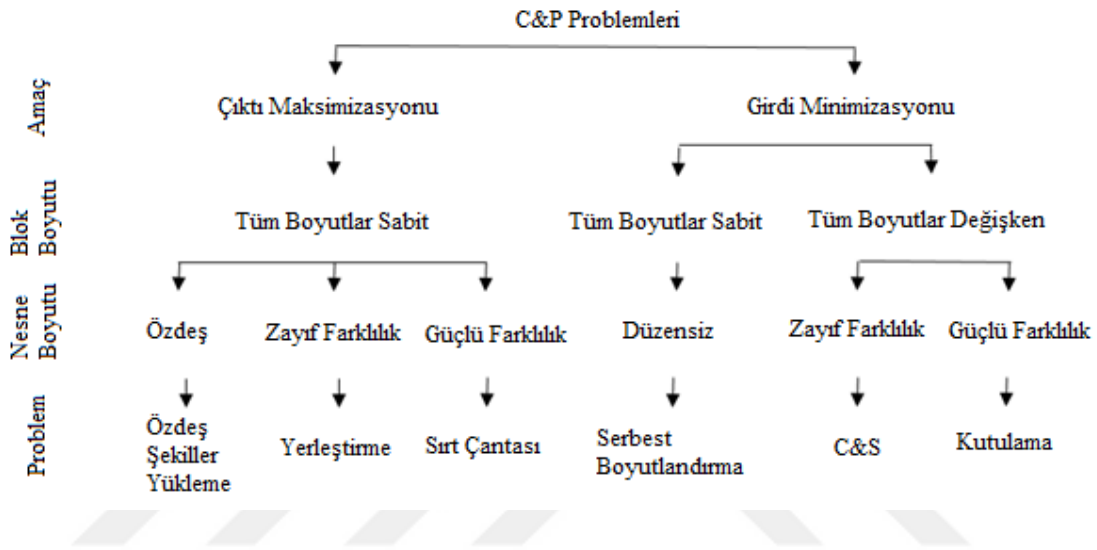 C&P Problemleri
Amaç
Çıktı Maksimizasyonu
Girdi Minimizasyonu
Blok
Boyutu
Tüm Boyutlar Sabit
Tüm Boyutlar Sabit
Tüm Boyutlar Değişken
Nesne
Boyutu
Özdeş
Zayıf Farklılık
Güçlü Farklılık
Düzensiz
Zayıf Farklılık
Güçlü Farklılık
Problem
Özdeş
Şekiller
Yükleme
Yerleştirme
Sırt Çantası
Serbest
Boyutlandırma
C&S
Kutulama